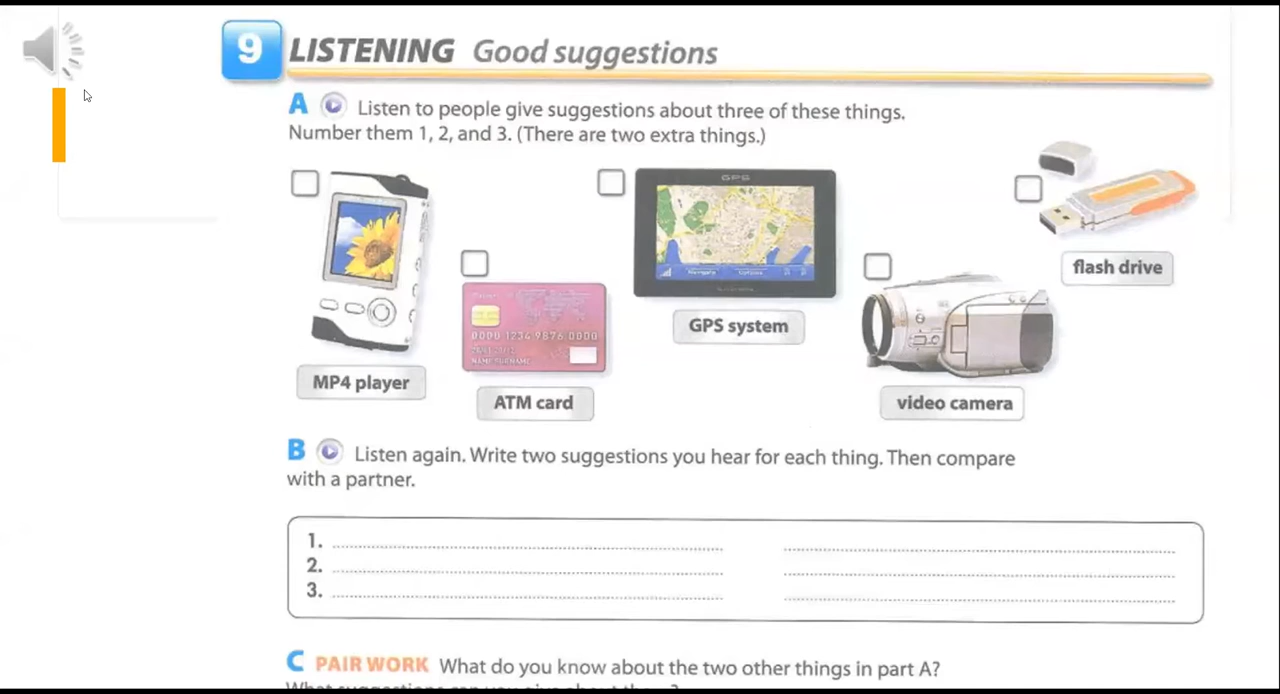 9 LISTENING Good suggestions
A Listen to people give suggestions about three of these things.
Number them 1, 2, and 3. (There are two extra things.)
GPS
flash drive
GPS system
0000 1234 9876 0000
MP4 player
ATM card
video camera
B Listen again. Write two suggestions you hear for each thing. Then compare
with a partner.
1.
2.
3.
C PAIR WORK What do you know about the two other things in part A?